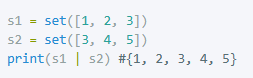 s1 = set([1, 2, 3])
s2 = set([3, 4, 5])
print(s1 | s2) #{1, 2, 3, 4, 5}